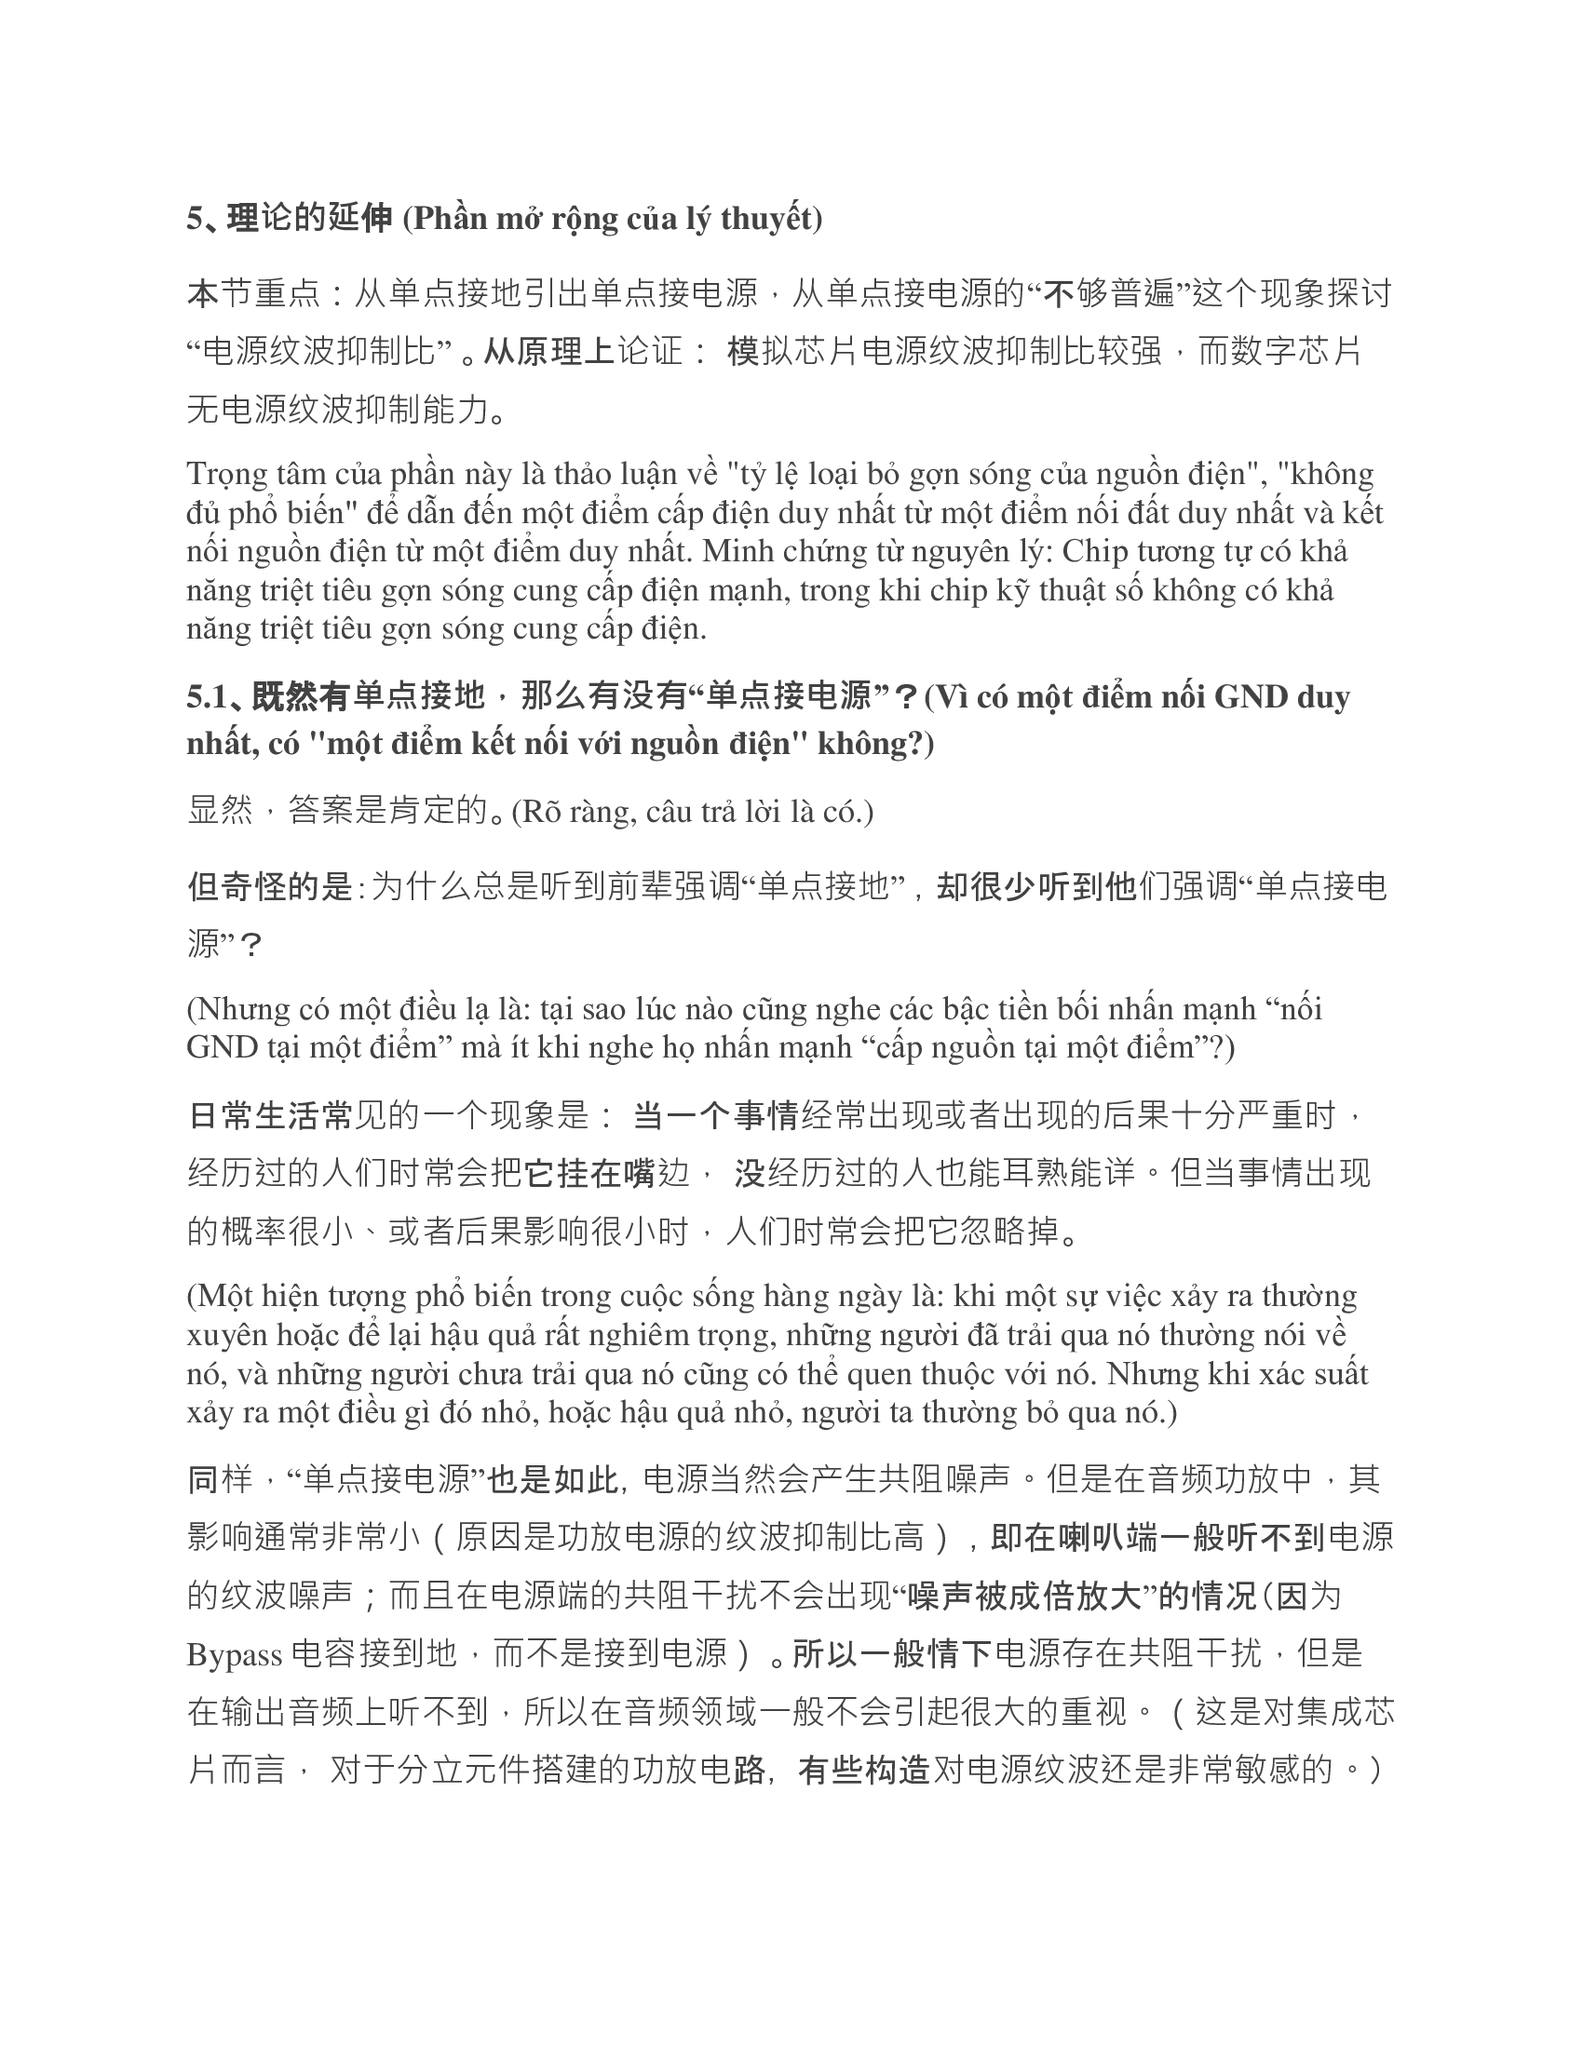 5、理论的延伸 (Phần mở rộng của lý thuyết)
本节重点：从单点接地引出单点接电源，从单点接电源的“不够普遍”这个现象探讨
“电源纹波抑制比”。从原理上论证： 模拟芯片电源纹波抑制比较强，而数字芯片
无电源纹波抑制能力。
Trọng tâm của phần này là thảo luận về "tỷ lệ loại bỏ gợn sóng của nguồn điện", "không
đủ phổ biến" để dẫn đến một điểm cấp điện duy nhất từ một điểm nối đất duy nhất và kết
nối nguồn điện từ một điểm duy nhất. Minh chứng từ nguyên lý: Chip tương tự có khả
năng triệt tiêu gợn sóng cung cấp điện mạnh, trong khi chip kỹ thuật số không có khả
năng triệt tiêu gợn sóng cung cấp điện.
5.1、既然有单点接地，那么有没有“单点接电源”？(Vì có một điểm nối GND duy
nhất, có "một điểm kết nối với nguồn điện" không?)
显然，答案是肯定的。(Rõ ràng, câu trả lời là có.)
但奇怪的是：为什么总是听到前辈强调“单点接地”，却很少听到他们强调“单点接电
源”？
(Nhưng có một điều lạ là: tại sao lúc nào cũng nghe các bậc tiền bối nhấn mạnh “nối
GND tại một điểm” mà ít khi nghe họ nhấn mạnh “cấp nguồn tại một điểm”?)
日常生活常见的一个现象是： 当一个事情经常出现或者出现的后果十分严重时，
经历过的人们时常会把它挂在嘴边， 没经历过的人也能耳熟能详。但当事情出现
的概率很小、或者后果影响很小时，人们时常会把它忽略掉。
(Một hiện tượng phổ biến trong cuộc sống hàng ngày là: khi một sự việc xảy ra thường
xuyên hoặc để lại hậu quả rất nghiêm trọng, những người đã trải qua nó thường nói về
nó, và những người chưa trải qua nó cũng có thể quen thuộc với nó. Nhưng khi xác suất
xảy ra một điều gì đó nhỏ, hoặc hậu quả nhỏ, người ta thường bỏ qua nó.)
同样，“单点接电源”也是如此，电源当然会产生共阻噪声。但是在音频功放中，其
影响通常非常小（原因是功放电源的纹波抑制比高），即在喇叭端一般听不到电源
的纹波噪声；而且在电源端的共阻干扰不会出现“噪声被成倍放大”的情况（因为
Bypass 电容接到地，而不是接到电源）。所以一般情下电源存在共阻干扰，但是
在输出音频上听不到，所以在音频领域一般不会引起很大的重视。（这是对集成芯
片而言， 对于分立元件搭建的功放电路，有些构造对电源纹波还是非常敏感的。）